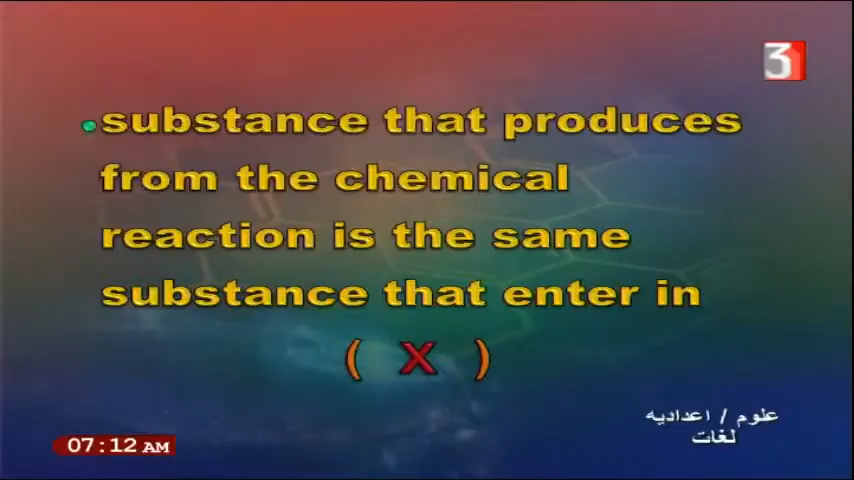 3
substance that produces
from the chemical
reaction is the same
substance that enter in
( X )
علوم / اعداديه
لغات
07:12 AM